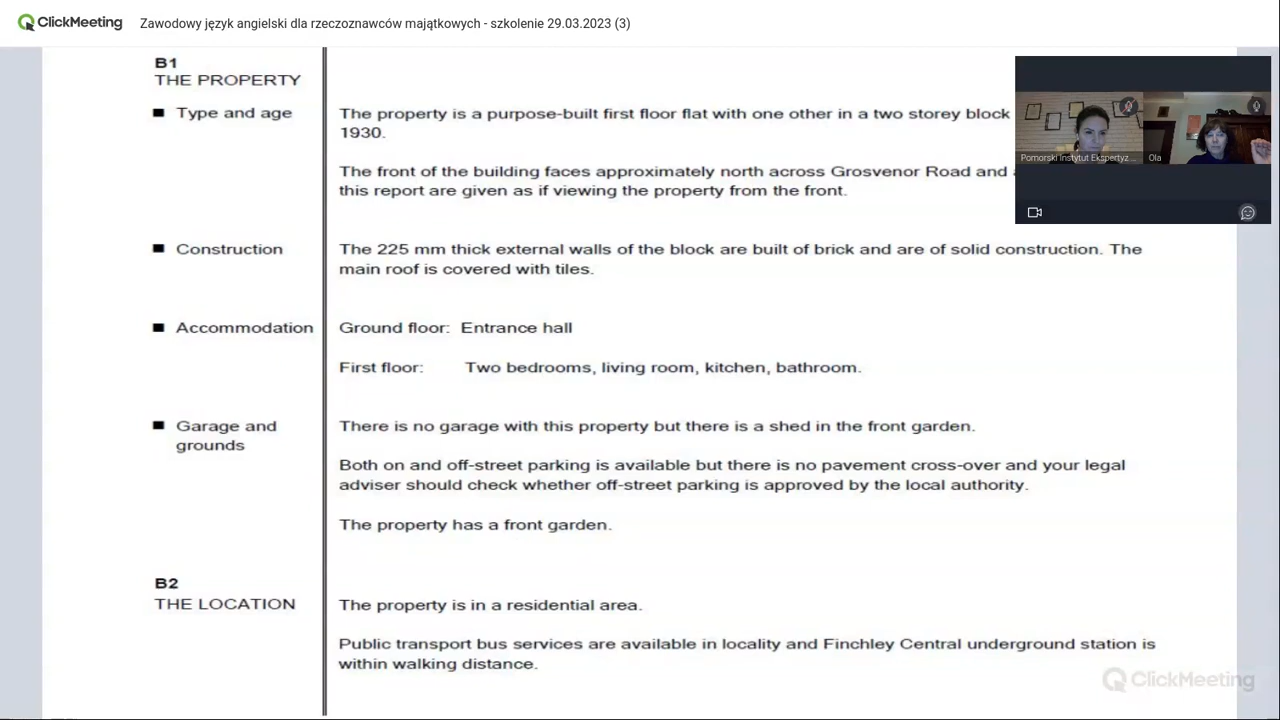 ClickMeeting Zawodowy język angielski dla rzeczoznawców majątkowych - szkolenie 29.03.2023 (3)
B1
THE PROPERTY
■ Type and age
The property is a purpose-built first floor flat with one other in a two storey block
1930.
The front of the building faces approximately north across Grosvenor Road and
this report are given as if viewing the property from the front.
■ Construction
The 225 mm thick external walls of the block are built of brick and are of solid construction. The
main roof is covered with tiles.
■ Accommodation
Ground floor: Entrance hall
First floor: Two bedrooms, living room, kitchen, bathroom.
■ Garage and
grounds
There is no garage with this property but there is a shed in the front garden.
Both on and off-street parking is available but there is no pavement cross-over and your legal
adviser should check whether off-street parking is approved by the local authority.
The property has a front garden.
B2
THE LOCATION
The property is in a residential area.
Public transport bus services are available in locality and Finchley Central underground station is
within walking distance.
Pomorski Instytut Ekspertyz ...
Ola
ClickMeeting